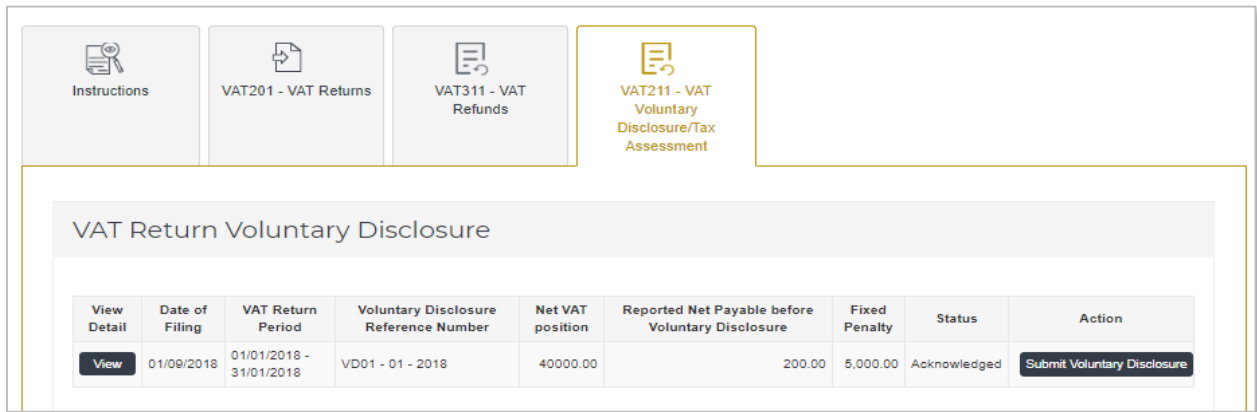 Instructions
VAT201 - VAT Returns
VAT311 - VAT
Refunds
VAT211 - VAT
Voluntary
Disclosure/Tax
Assessment
VAT Return Voluntary Disclosure
View Detail
Date of Filing
VAT Return Period
Voluntary Disclosure Reference Number
Net VAT position
Reported Net Payable before Voluntary Disclosure
Fixed Penalty
Status
Action
View
01/09/2018
01/01/2018 -
31/01/2018
VD01 - 01 - 2018
40000.00
200.00
5,000.00
Acknowledged
Submit Voluntary Disclosure